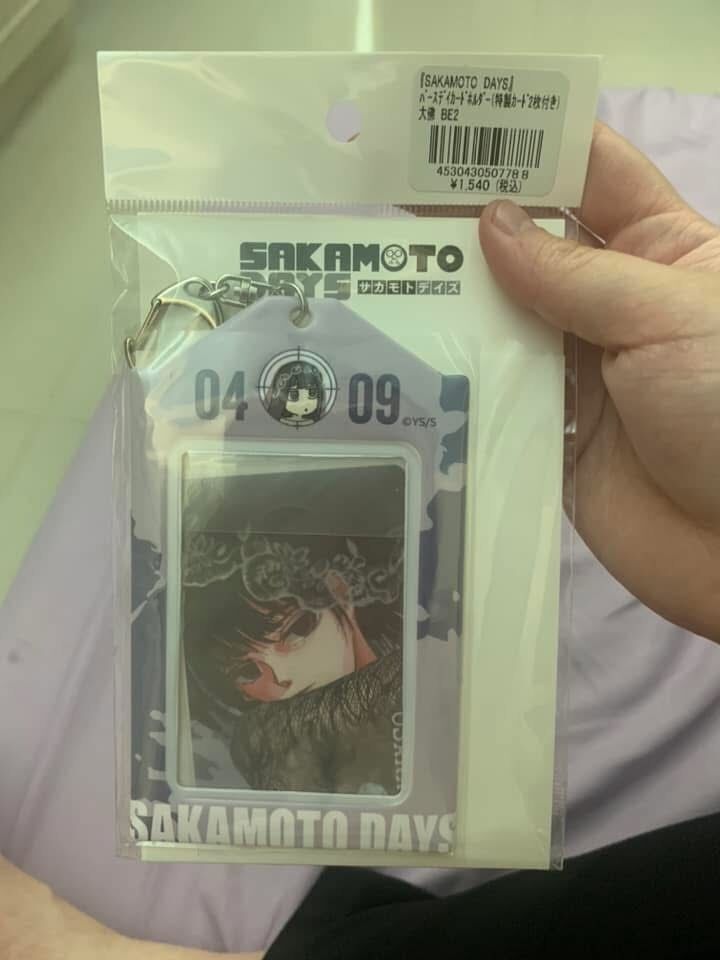 『SAKAMOTO DAYS』
バースデイカードホルダー(特製カード2枚付き)
大佛 BE2
453043050778 8
¥1,540 (税込)
SAKAMOTO
DAYS サカモトデイズ
04 09
©YS/S
SAKAMOTO DAYS